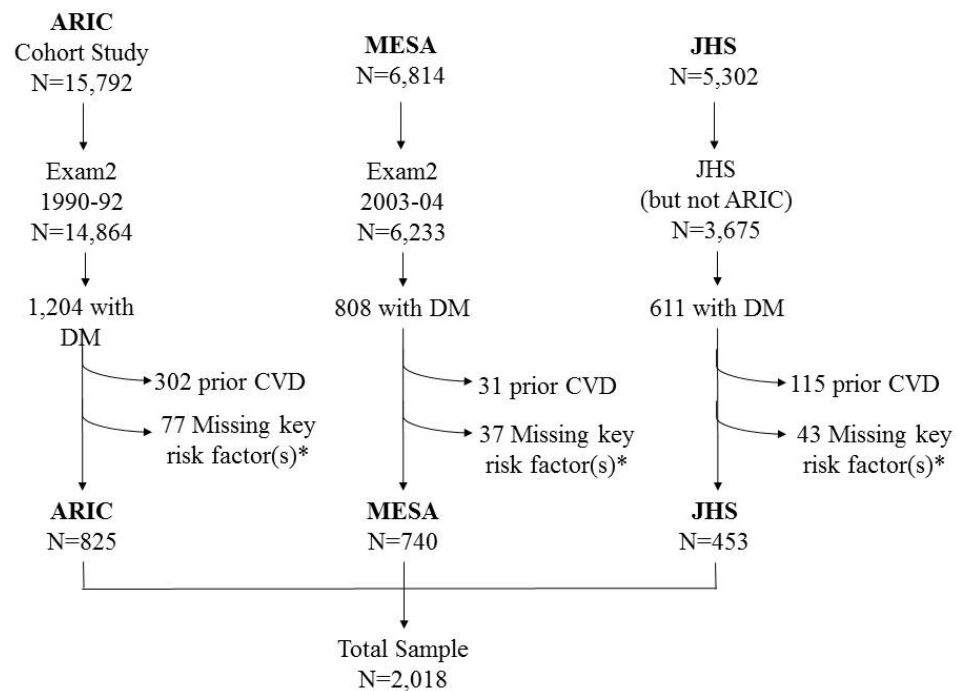 ARIC
Cohort Study
N=15,792
Exam2
1990-92
N=14,864
1,204 with
DM
302 prior CVD
77 Missing key
risk factor(s)*
ARIC
N=825
MESA
N=6,814
Exam2
2003-04
N=6,233
808 with DM
31 prior CVD
37 Missing key
risk factor(s)*
MESA
N=740
JHS
N=5,302
JHS
(but not ARIC)
N=3,675
611 with DM
115 prior CVD
43 Missing key
risk factor(s)*
JHS
N=453
Total Sample
N=2,018